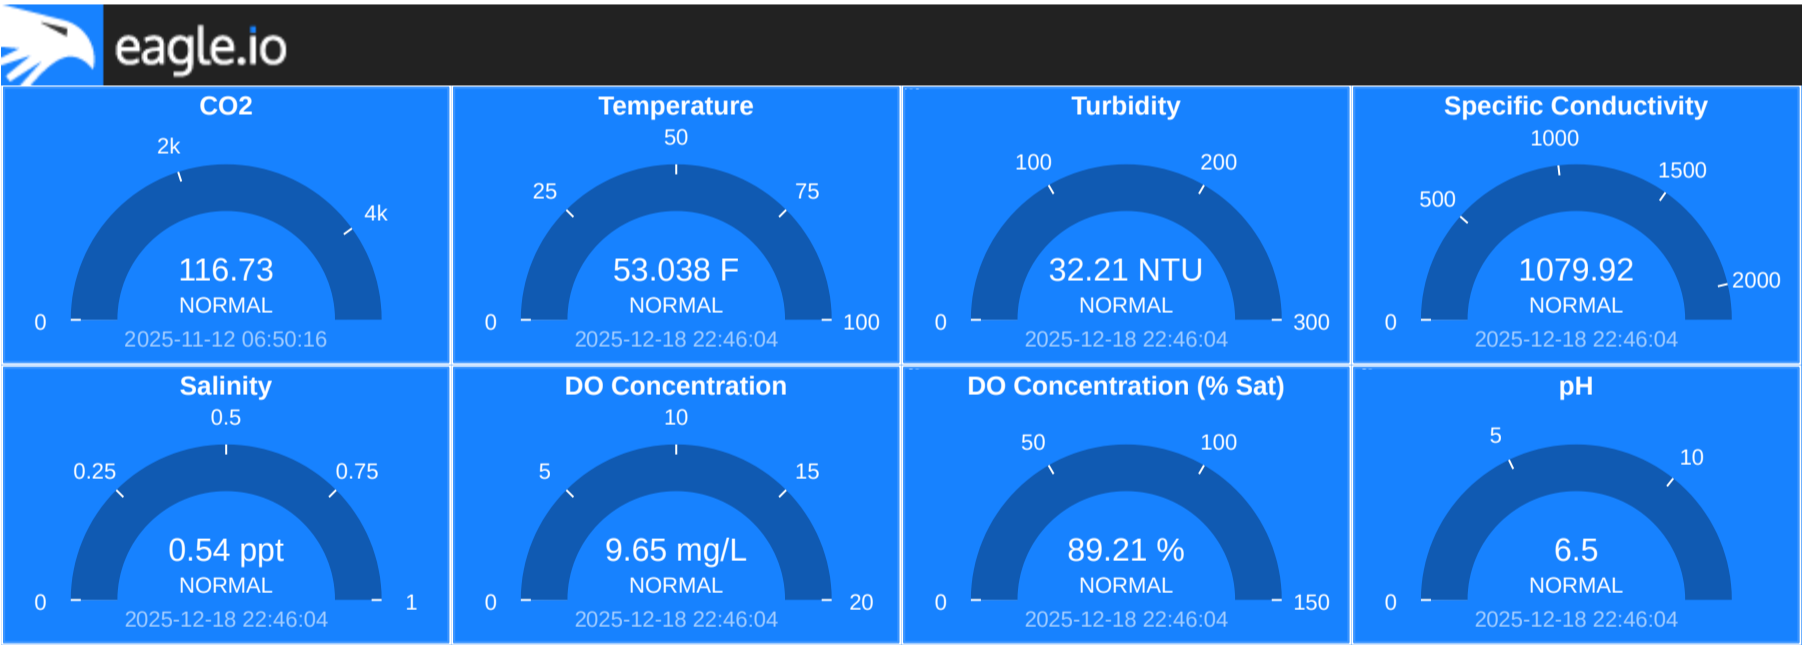 eagle.io
CO2
2k
4k
0
116.73
NORMAL
2025-11-12 06:50:16
Temperature
50
25
75
0
100
53.038 F
NORMAL
2025-12-18 22:46:04
Turbidity
100
200
0
300
32.21 NTU
NORMAL
2025-12-18 22:46:04
Specific Conductivity
1000
500
1500
2000
0
1079.92
NORMAL
2025-12-18 22:46:04
Salinity
0.5
0.25
0.75
0
1
0.54 ppt
NORMAL
2025-12-18 22:46:04
DO Concentration
10
5
15
0
20
9.65 mg/L
NORMAL
2025-12-18 22:46:04
DO Concentration (% Sat)
50
100
0
150
89.21 %
NORMAL
2025-12-18 22:46:04
pH
5
10
0
6.5
NORMAL
2025-12-18 22:46:04